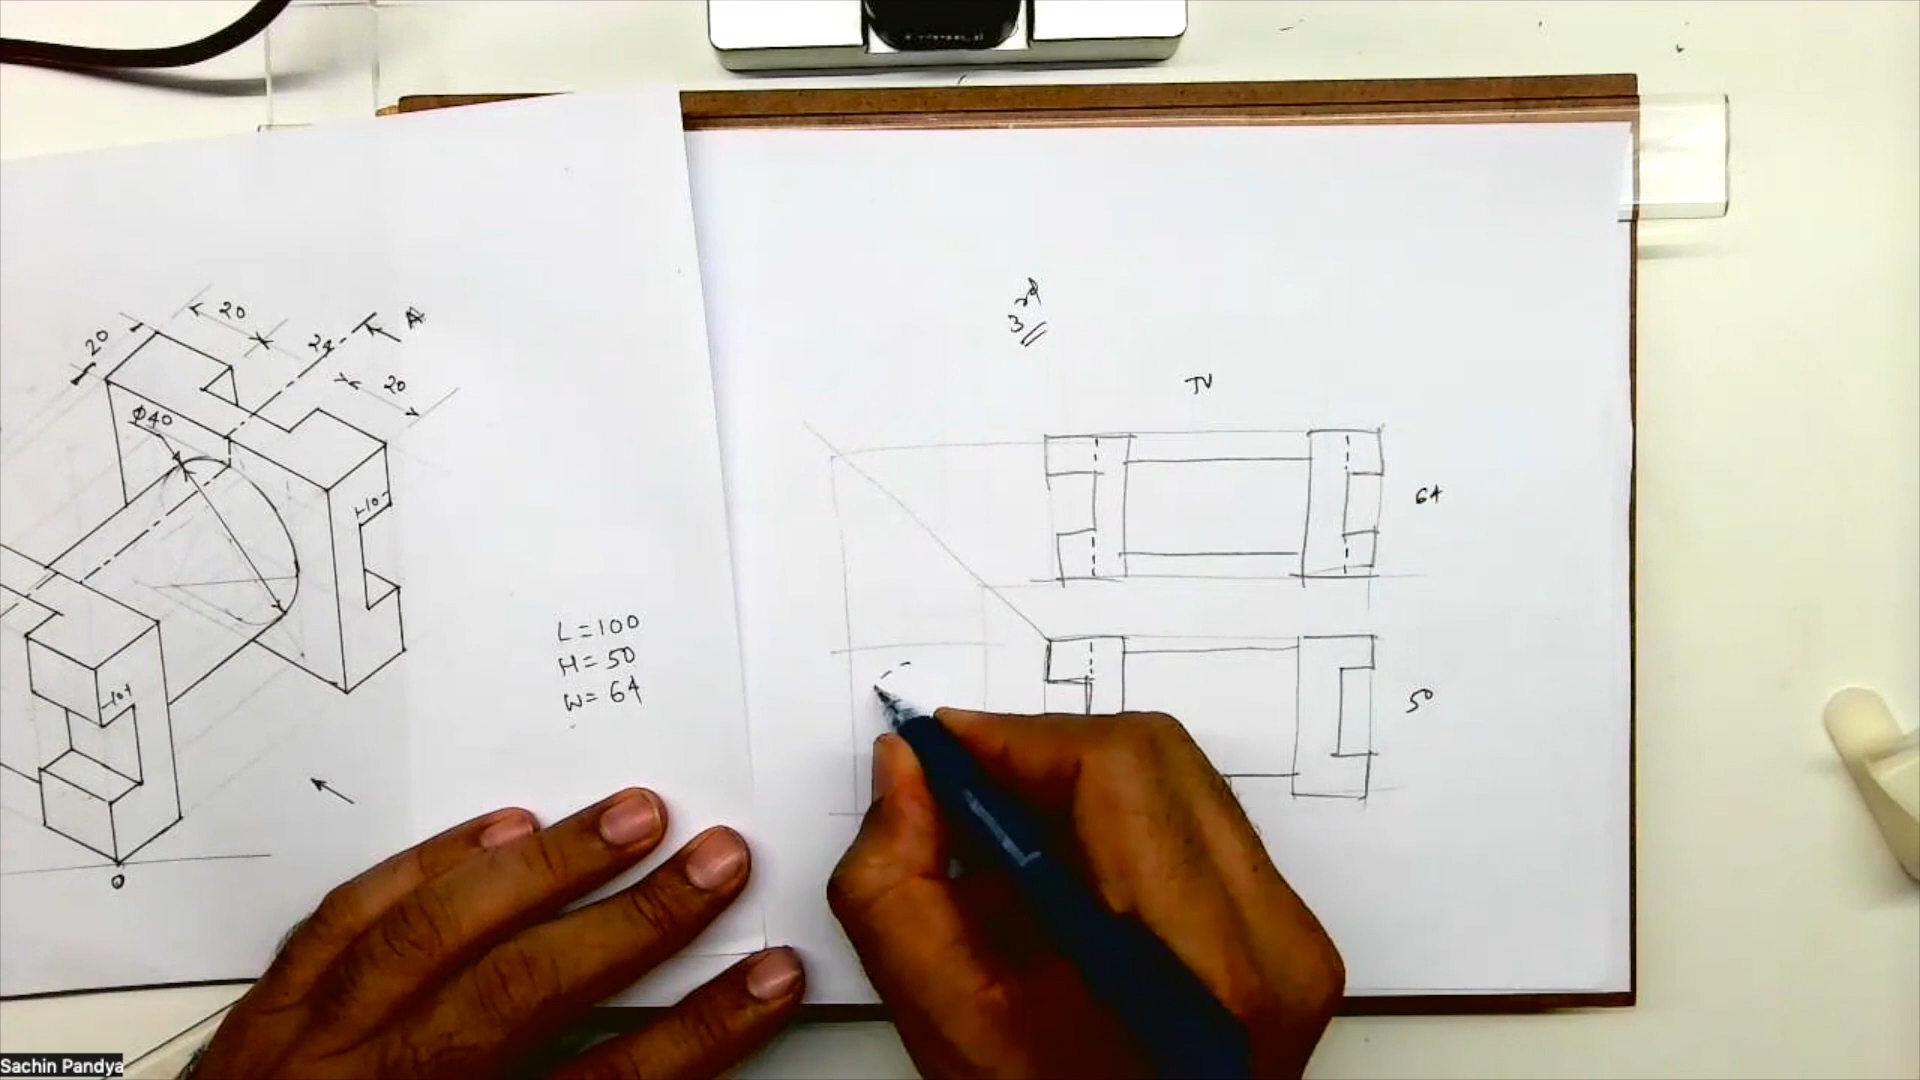 20
20
24
A
20
Φ40
10
L=100
H=50
W=64
10
O
3rd
TV
64
50
Sachin Pandya